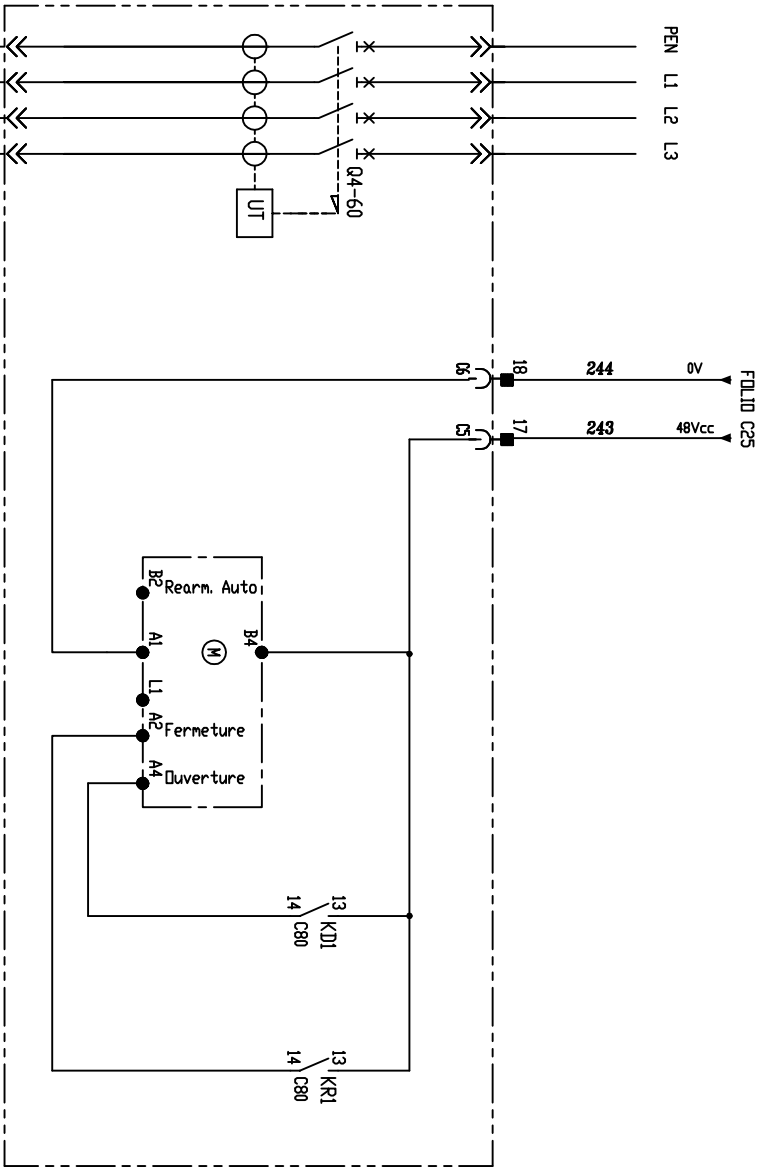 PEN
L1
L2
L3
Q4-60
UT
FOLIO C25
0V
244
18
C6
48Vcc
243
17
C5
B2
Rearm. Auto
A1
M
B4
L1
A2
Fermeture
A4
Ouverture
13
14
KD1
C80
13
14
KR1
C80